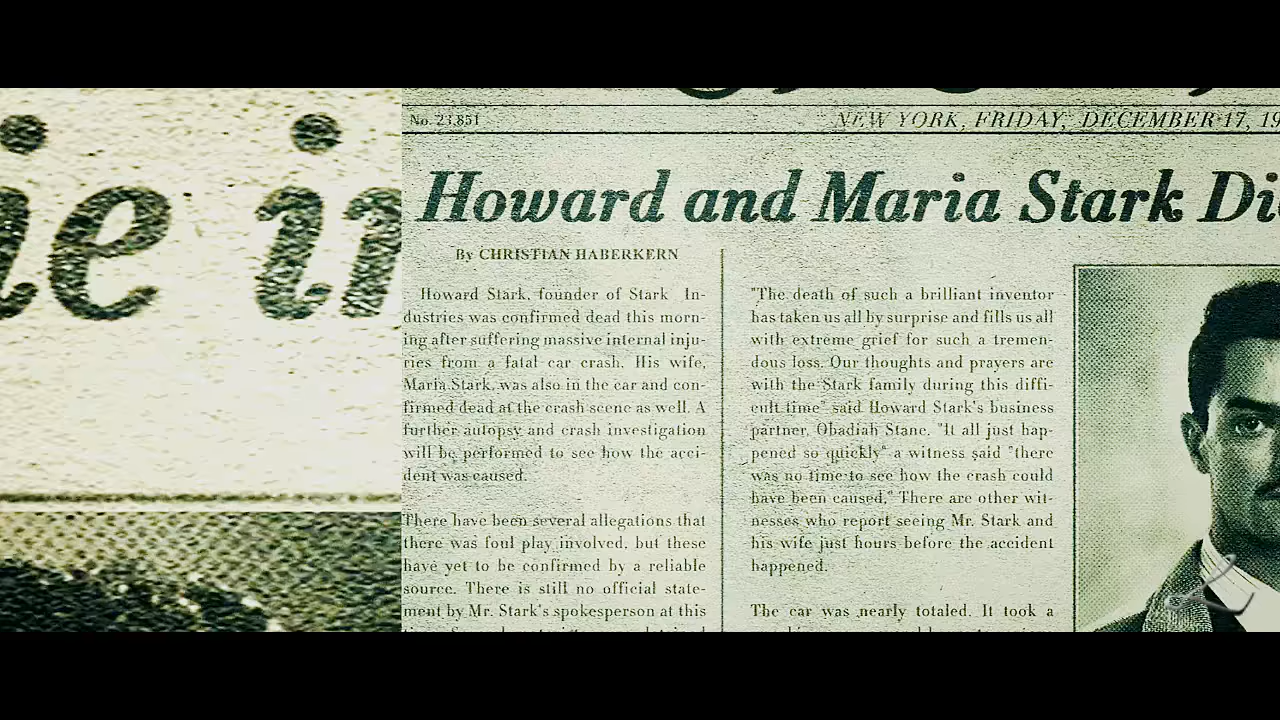 ie in
No. 23,851
NEW YORK, FRIDAY, DECEMBER 17, 19
Howard and Maria Stark Di
By CHRISTIAN HABERKERN
Howard Stark, founder of Stark In-
dustries was confirmed dead this morn-
ing after suffering massive internal inju-
ries from a fatal car crash. His wife,
Maria Stark, was also in the car and con-
firmed dead at the crash scene as well. A
further autopsy and crash investigation
will be performed to see how the acci-
dent was caused.
There have been several allegations that
there was foul play involved, but these
have yet to be confirmed by a reliable
source. There is still no official state-
ment by Mr. Stark's spokesperson at this
"The death of such a brilliant inventor
has taken us all by surprise and fills us all
with extreme grief for such a tremen-
dous loss. Our thoughts and prayers are
with the Stark family during this diffi-
cult time" said Howard Stark's business
partner, Obadiah Stane. "It all just hap-
pened so quickly" a witness said "there
was no time to see how the crash could
have been caused." There are other wit-
nesses who report seeing Mr. Stark and
his wife just hours before the accident
happened.
The car was nearly totaled. It took a